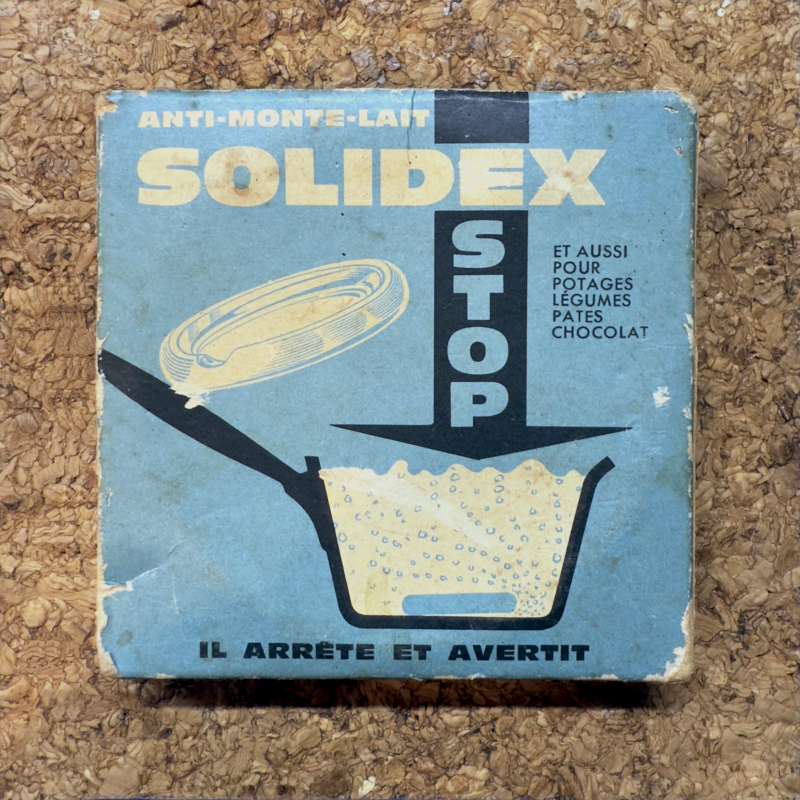 ANTI-MONTE-LAIT
SOLIDEX
STOP
ET AUSSI
POUR
POTAGES
LÉGUMES
PATES
CHOCOLAT
IL ARRÊTE ET AVERTIT